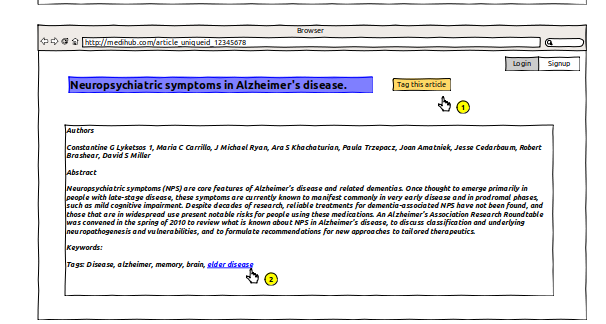 Browser
http://medihub.com/article_uniqueid_12345678
Login Signup
Neuropsychiatric symptoms in Alzheimer's disease.
Tag this article
1
Authors
Constantine G Lyketsos 1, Maria C Carrillo, J Michael Ryan, Ara S Khachaturian, Paula Trzepacz, Joan Amatniek, Jesse Cedarbaum, Robert
Brashear, David S Miller
Abstract
Neuropsychiatric symptoms (NPS) are core features of Alzheimer's disease and related dementias. Once thought to emerge primarily in
people with late-stage disease, these symptoms are currently known to manifest commonly in very early disease and in prodromal phases,
such as mild cognitive impairment. Despite decades of research, reliable treatments for dementia-associated NPS have not been found, and
those that are in widespread use present notable risks for people using these medications. An Alzheimer's Association Research Roundtable
was convened in the spring of 2010 to review what is known about NPS in Alzheimer's disease, to discuss classification and underlying
neuropathogenesis and vulnerabilities, and to formulate recommendations for new approaches to tailored therapeutics.
Keywords:
Tags: Disease, alzheimer, memory, brain, elder disease
2